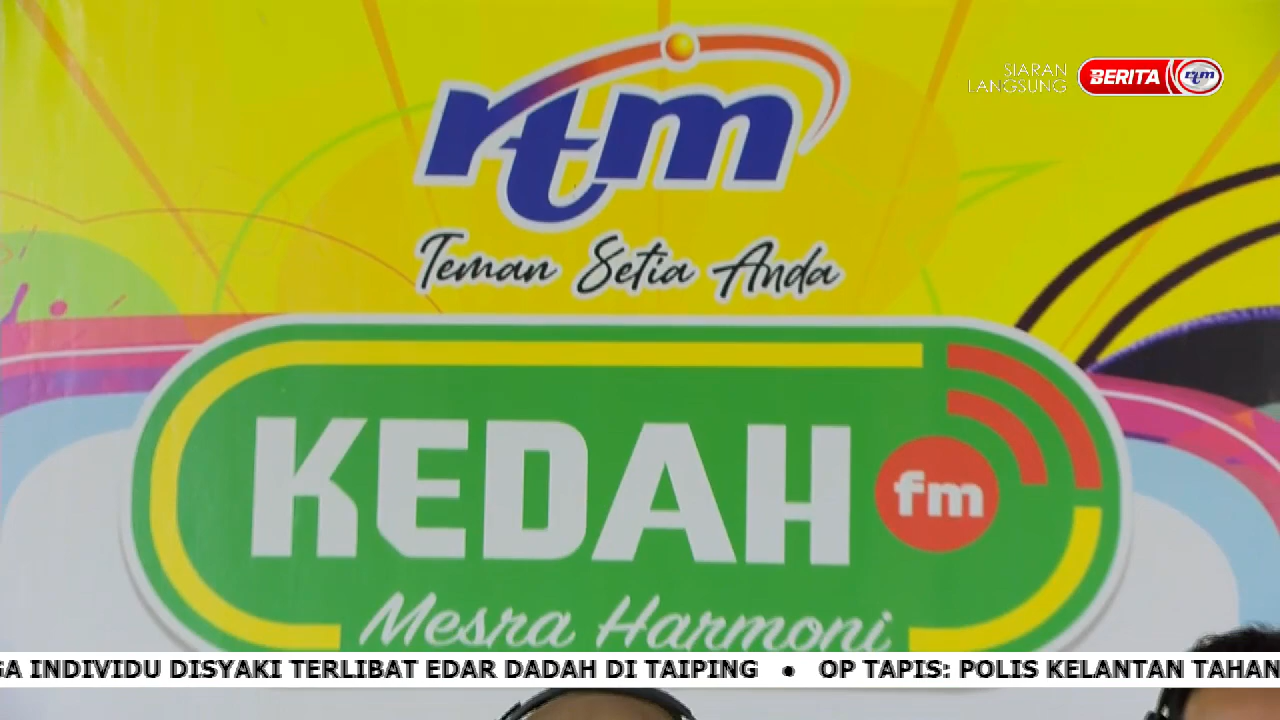 rtm
Teman Setia Anda
SIARAN
LANGSUNG
BERITA rtm
KEDAH fm
Mesra Harmoni
INDIVIDU DISYAKI TERLIBAT EDAR DADAH DI TAIPING • OP TAPIS: POLIS KELANTAN TAHAN